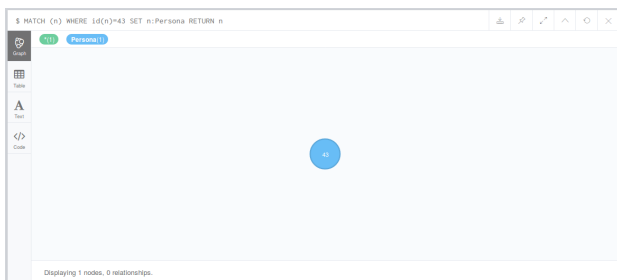 $ MATCH (n) WHERE id(n)=43 SET n:Persona RETURN n
*(1) Persona(1)
Graph
Table
A
Text
</>
Code
43
Displaying 1 nodes, 0 relationships.